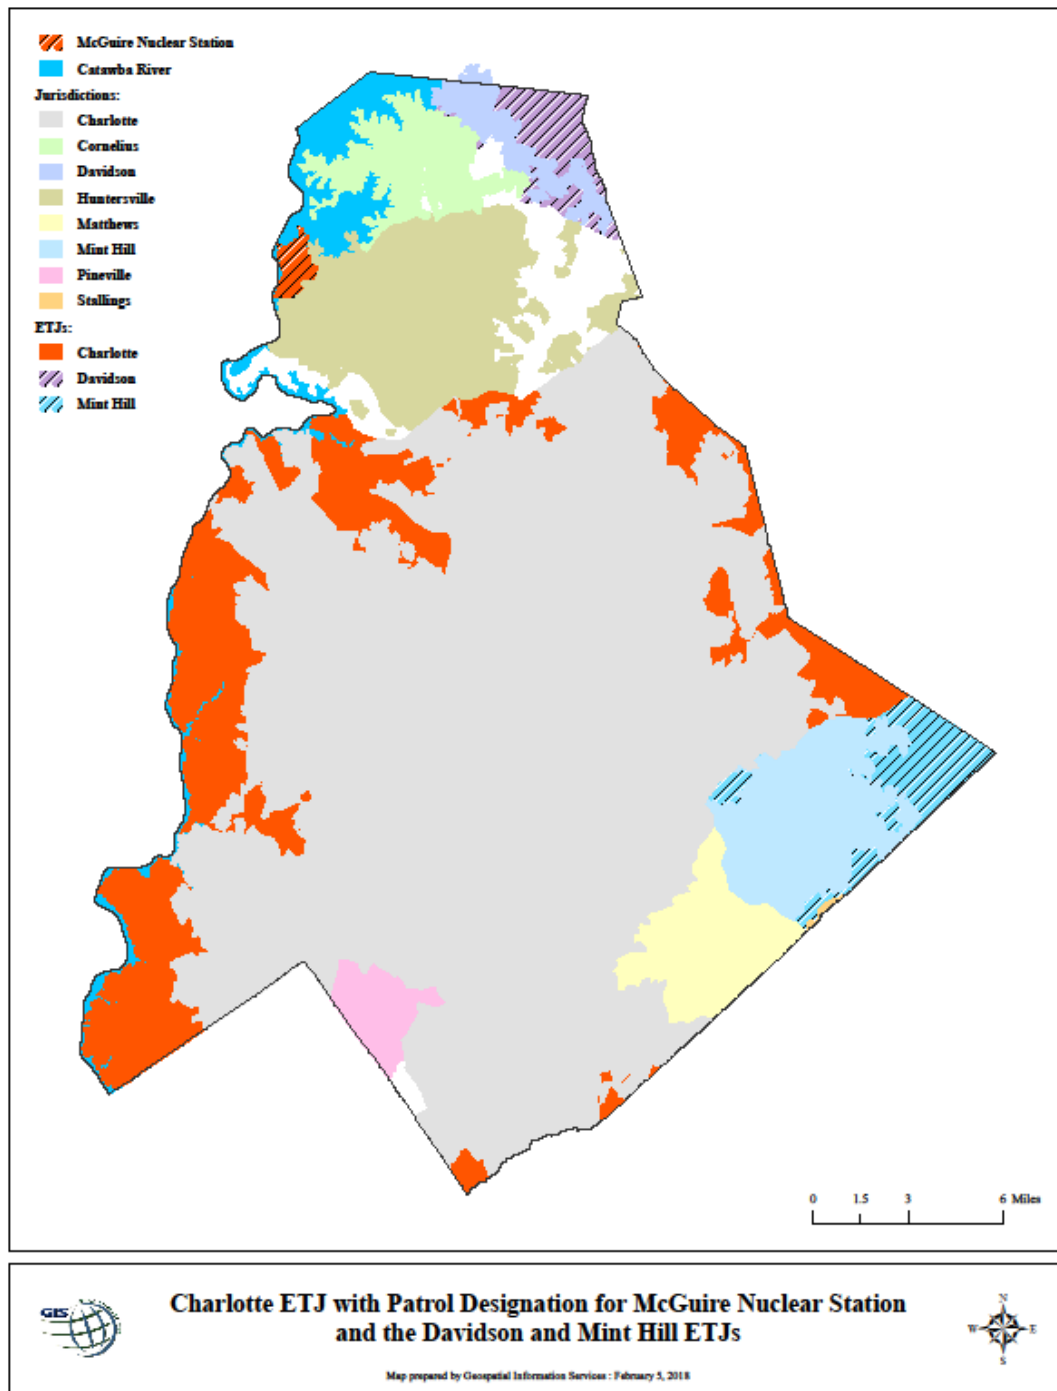 McGuire Nuclear Station
Catawba River
Jurisdictions:
Charlotte
Cornelius
Davidson
Huntersville
Matthews
Mint Hill
Pineville
Stallings
ETJs:
Charlotte
Davidson
Mint Hill
0 1.5 3 6 Miles
GIS
Charlotte ETJ with Patrol Designation for McGuire Nuclear Station
and the Davidson and Mint Hill ETJs
Map prepared by Geospatial Information Services : February 5, 2018
N
W E
S